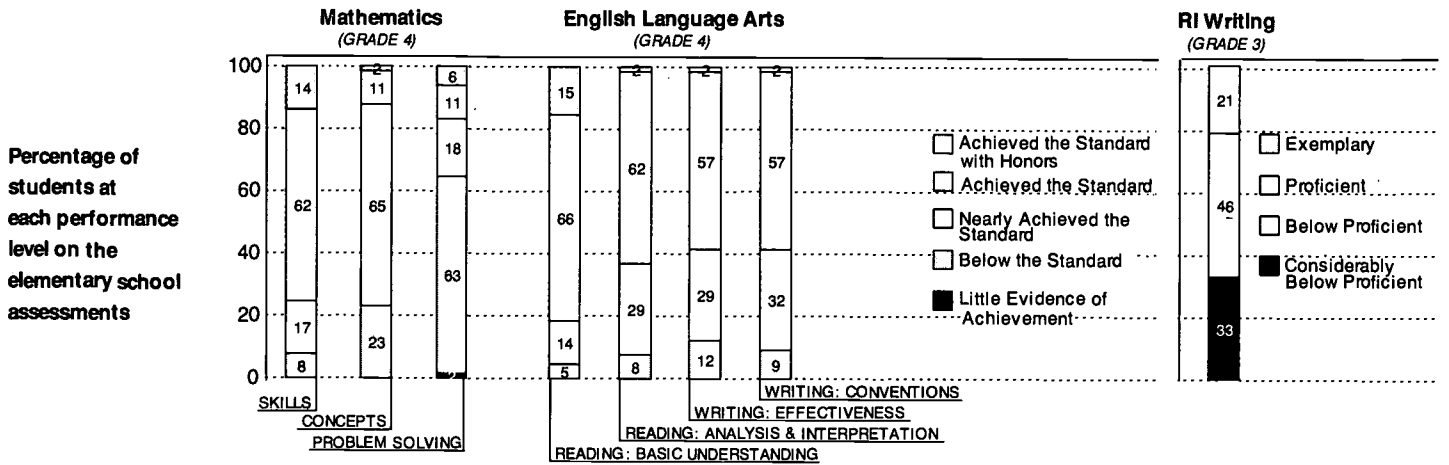 Mathematics
(GRADE 4)
English Language Arts
(GRADE 4)
RI Writing
(GRADE 3)
Percentage of
students at
each performance
level on the
elementary school
assessments
100
80
60
40
20
0
14
62
17
8
2
11
65
23
6
11
18
63
2
15
66
14
5
2
62
29
8
2
57
29
12
2
57
32
9
Achieved the Standard
with Honors
Achieved the Standard
Nearly Achieved the
Standard
Below the Standard
Little Evidence of
Achievement
21
46
33
Exemplary
Proficient
Below Proficient
Considerably
Below Proficient
SKILLS
CONCEPTS
PROBLEM SOLVING
WRITING: CONVENTIONS
WRITING: EFFECTIVENESS
READING: ANALYSIS & INTERPRETATION
READING: BASIC UNDERSTANDING